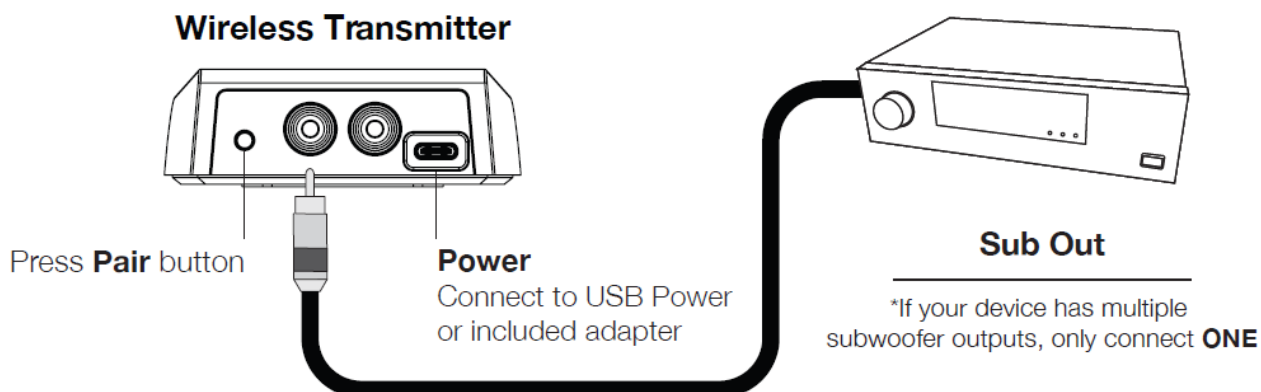 Wireless Transmitter
Press Pair button
Power
Connect to USB Power
or included adapter
Sub Out
*If your device has multiple
subwoofer outputs, only connect ONE